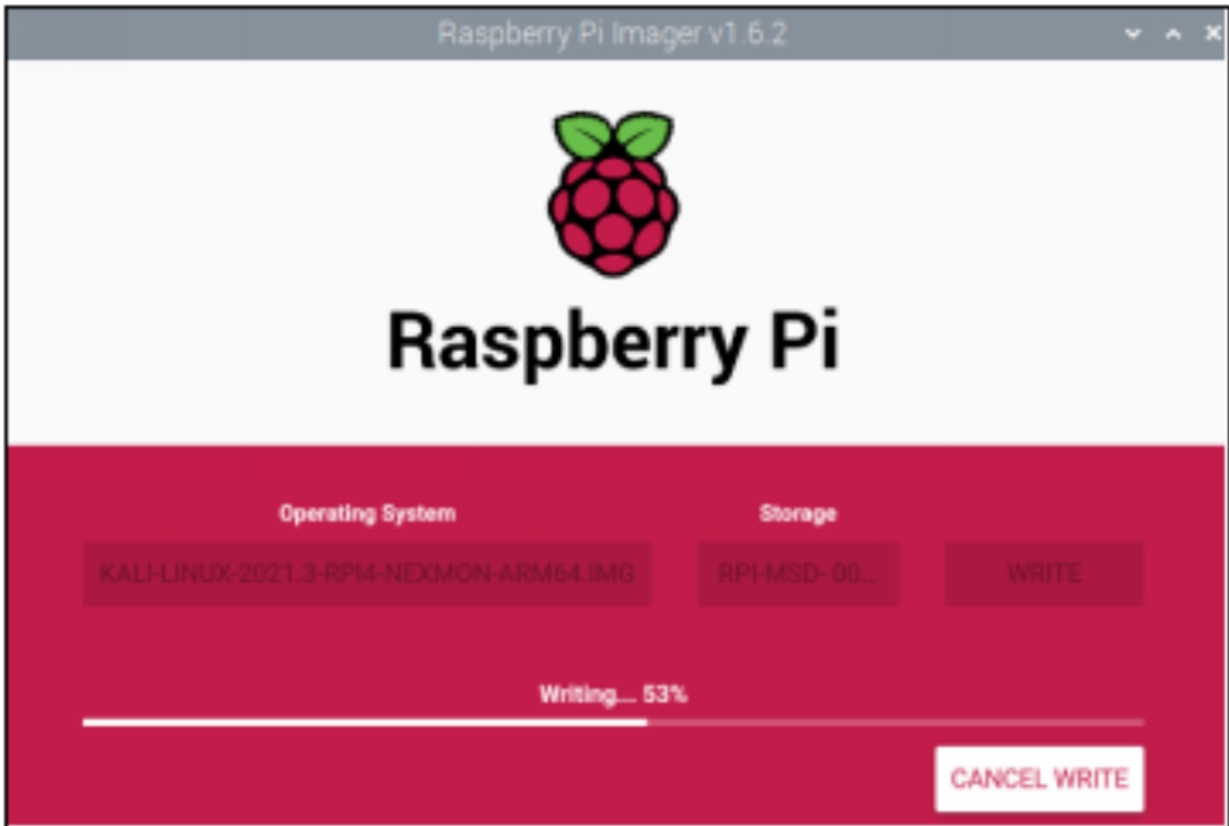 Raspberry Pi Imager v1.6.2
Raspberry Pi
Operating System Storage
KALI-LINUX-2021.3-RPI4-NEXMON-ARM64.IMG RPI-MSD- 00... WRITE
Writing... 53%
CANCEL WRITE